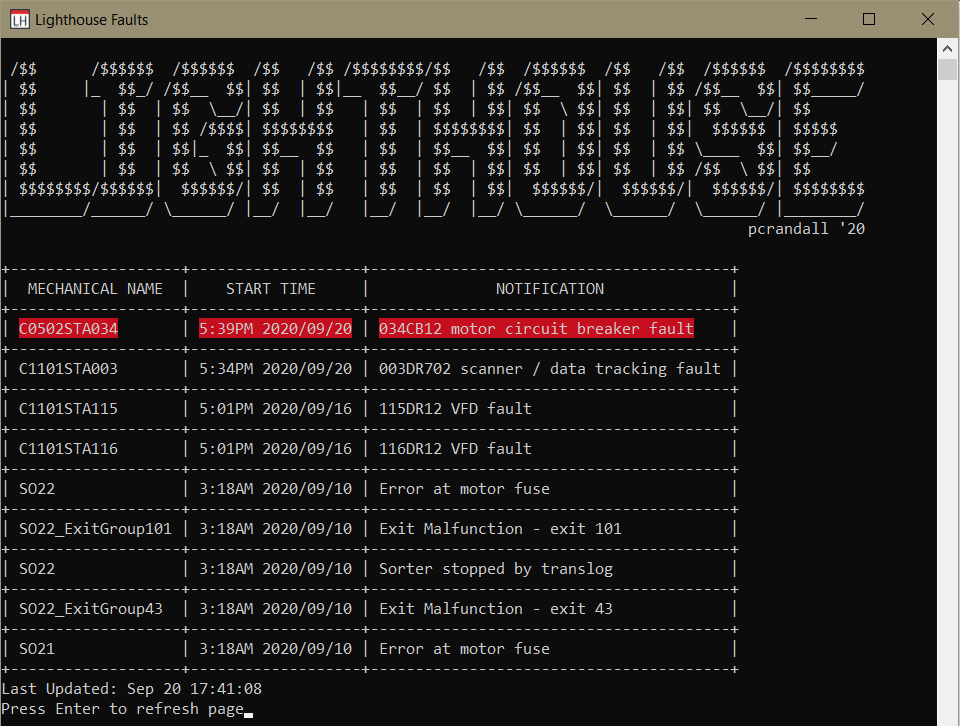 LH Lighthouse Faults
LIGHTHOUSE
pcrandall '20
MECHANICAL NAME | START TIME | NOTIFICATION
C0502STA034 | 5:39PM 2020/09/20 | 034CB12 motor circuit breaker fault
C1101STA003 | 5:34PM 2020/09/20 | 003DR702 scanner / data tracking fault
C1101STA115 | 5:01PM 2020/09/16 | 115DR12 VFD fault
C1101STA116 | 5:01PM 2020/09/16 | 116DR12 VFD fault
SO22 | 3:18AM 2020/09/10 | Error at motor fuse
SO22_ExitGroup101 | 3:18AM 2020/09/10 | Exit Malfunction - exit 101
SO22 | 3:18AM 2020/09/10 | Sorter stopped by translog
SO22_ExitGroup43 | 3:18AM 2020/09/10 | Exit Malfunction - exit 43
SO21 | 3:18AM 2020/09/10 | Error at motor fuse
Last Updated: Sep 20 17:41:08
Press Enter to refresh page